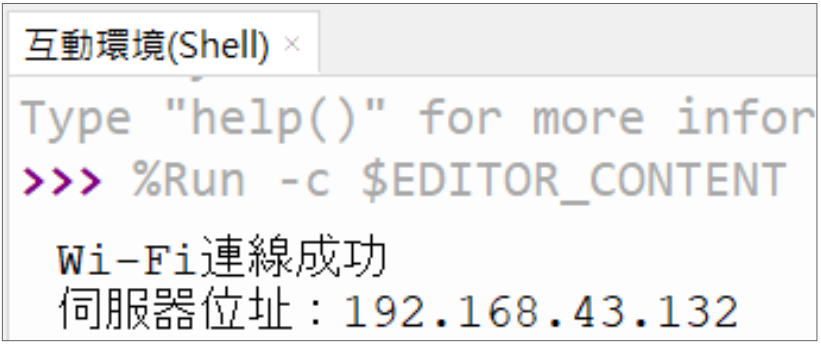 互動環境(Shell) ×
Type "help()" for more infor
>>> %Run -c $EDITOR_CONTENT
Wi-Fi連線成功
伺服器位址：192.168.43.132